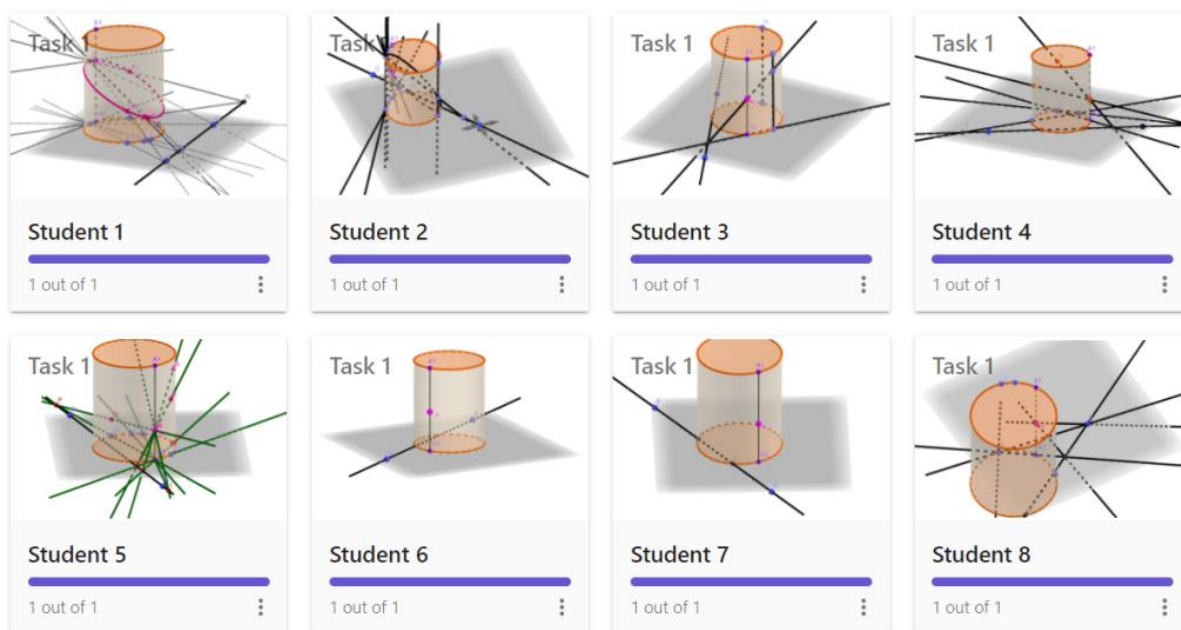 Task 1
Task 1
Task 1
Task 1
Student 1
Student 2
Student 3
Student 4
1 out of 1
1 out of 1
1 out of 1
1 out of 1
Task 1
Task 1
Task 1
Task 1
Student 5
Student 6
Student 7
Student 8
1 out of 1
1 out of 1
1 out of 1
1 out of 1